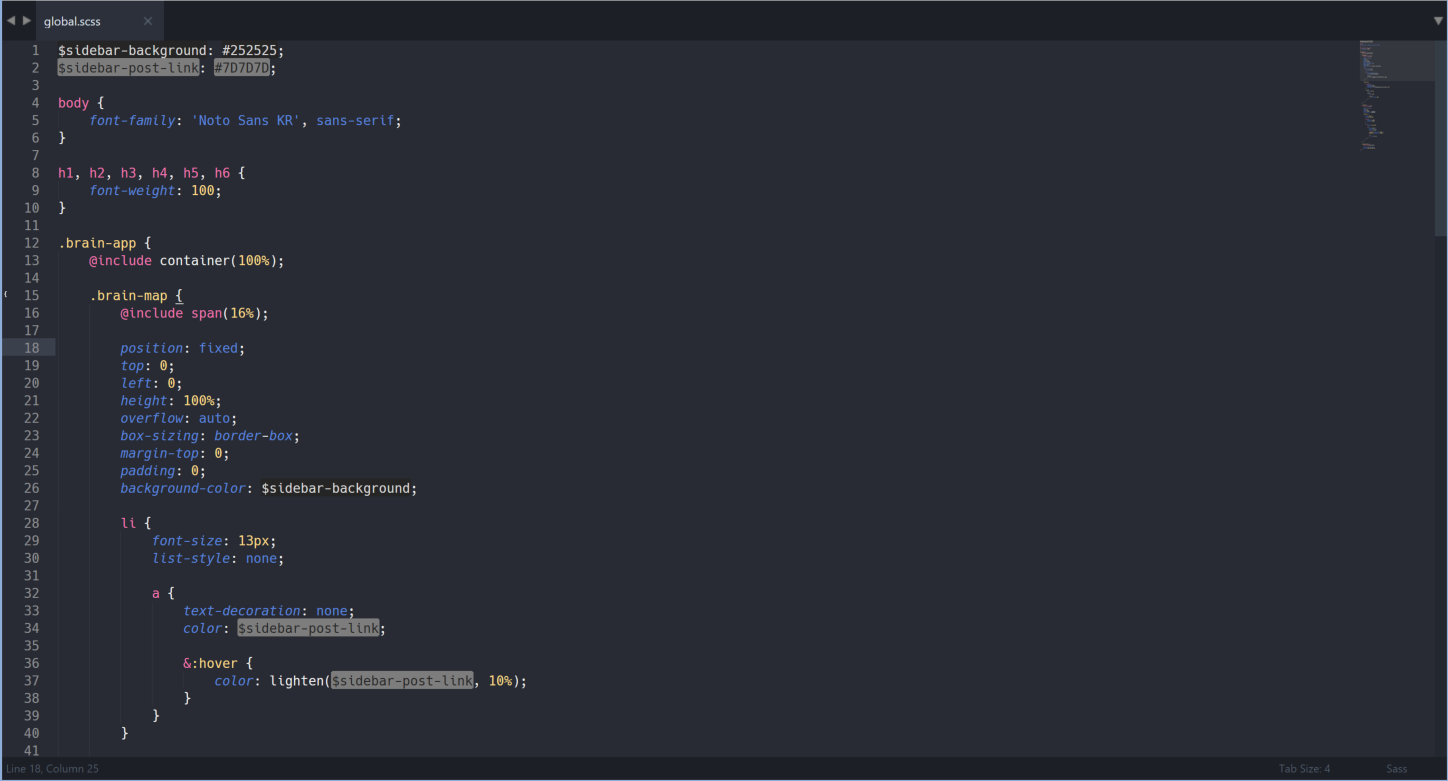 global.scss
1 $sidebar-background: #252525;
2 $sidebar-post-link: #7D7D7D;
3
4 body {
5     font-family: 'Noto Sans KR', sans-serif;
6 }
7
8 h1, h2, h3, h4, h5, h6 {
9     font-weight: 100;
10 }
11
12 .brain-app {
13     @include container(100%);
14
15     .brain-map {
16         @include span(16%);
17
18         position: fixed;
19         top: 0;
20         left: 0;
21         height: 100%;
22         overflow: auto;
23         box-sizing: border-box;
24         margin-top: 0;
25         padding: 0;
26         background-color: $sidebar-background;
27
28         li {
29             font-size: 13px;
30             list-style: none;
31
32             a {
33                 text-decoration: none;
34                 color: $sidebar-post-link;
35
36                 &:hover {
37                     color: lighten($sidebar-post-link, 10%);
38                 }
39             }
40         }
41
Line 18, Column 25 Tab Size: 4 Sass